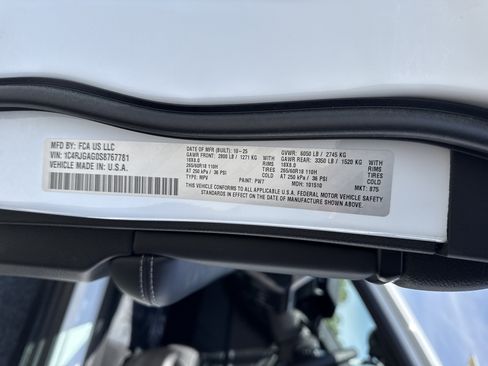 MFD BY: FCA US LLC
VIN: 1C4RJGAG0S8767781
VEHICLE MADE IN: U.S.A.
DATE OF MFR (BUILT): 10-25
GAWR FRONT: 2800 LB / 1271 KG
18X8.0 RIMS
265/60R18 110H TIRES
AT 250 kPa / 36 PSI COLD
TYPE: MPV PAINT: PW7
GVWR: 6050 LB / 2745 KG
GAWR REAR: 3350 LB / 1520 KG
18X8.0 RIMS
265/60R18 110H TIRES
AT 250 kPa / 36 PSI COLD
MDH: 101510 MKT: 875
THIS VEHICLE CONFORMS TO ALL APPLICABLE U.S.A. FEDERAL MOTOR VEHICLE SAFETY
STANDARDS IN EFFECT ON THE DATE OF MANUFACTURE SHOWN ABOVE.